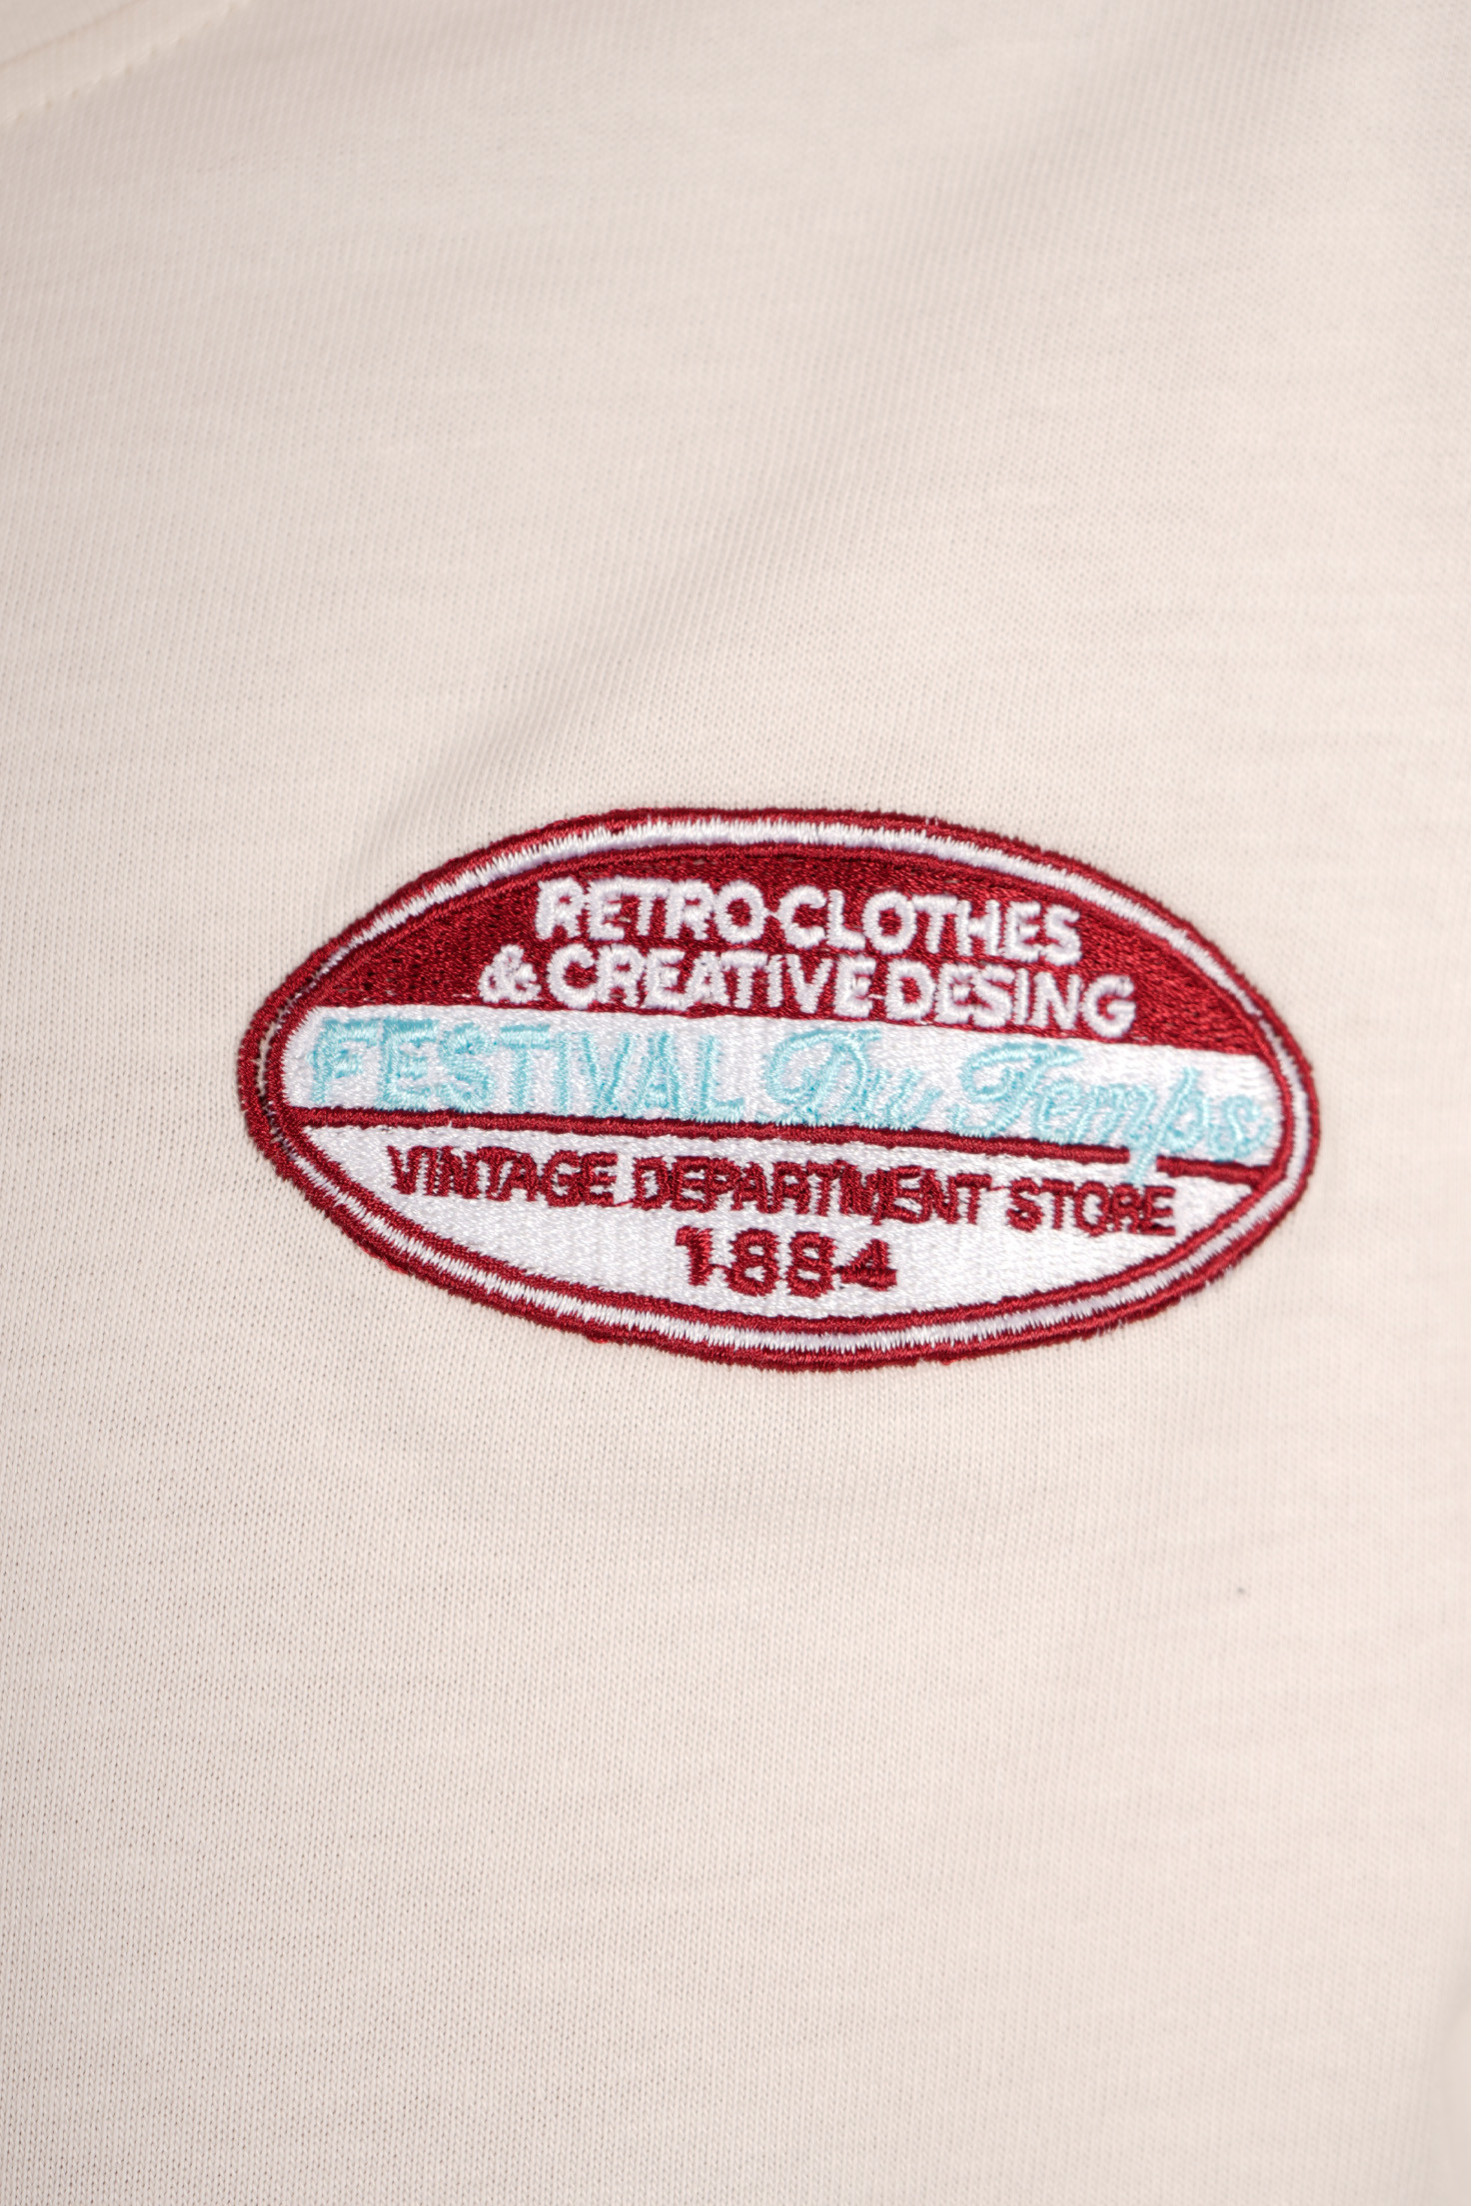 RETRO-CLOTHES
& CREATIVE-DESING
FESTIVAL Du Temps
VINTAGE DEPARTMENT STORE
1884